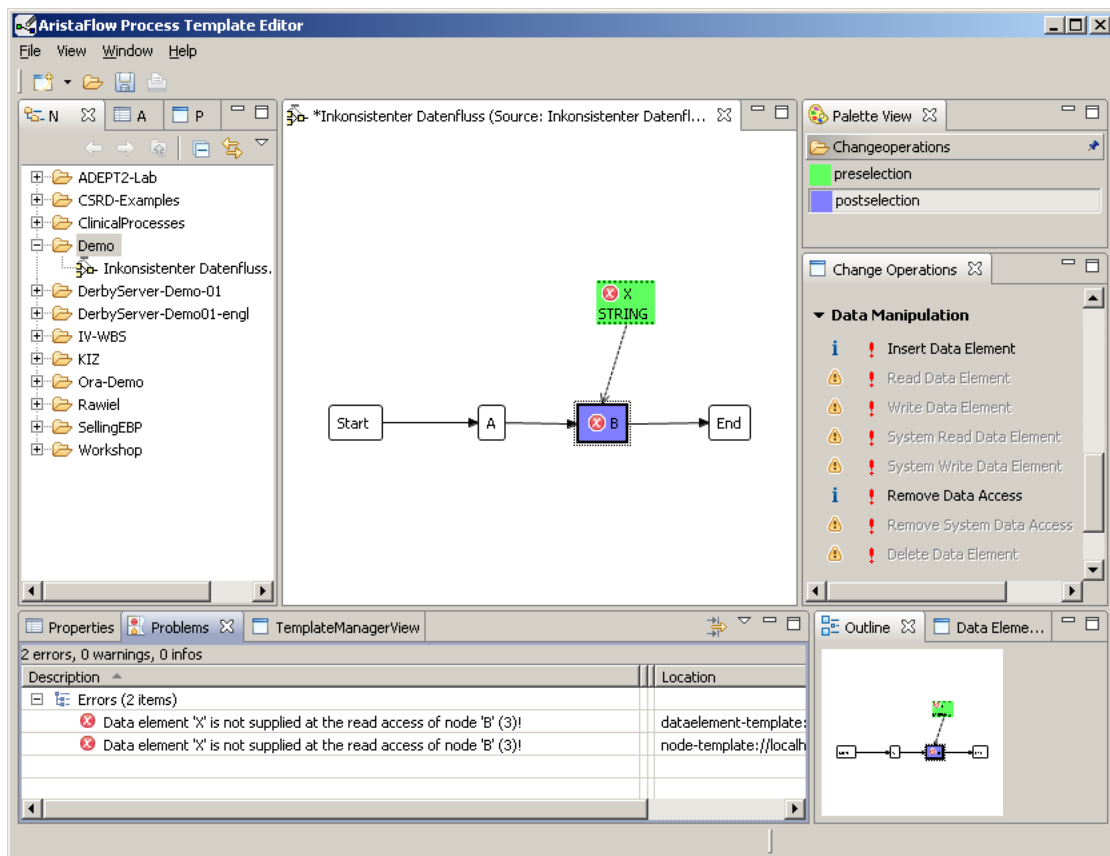 AristaFlow Process Template Editor
File View Window Help
N A P
ADEPT2-Lab
CSRD-Examples
ClinicalProcesses
Demo
Inkonsistenter Datenfluss.
DerbyServer-Demo-01
DerbyServer-Demo01-engl
IV-WBS
KIZ
Ora-Demo
Rawiel
SellingEBP
Workshop
*Inkonsistenter Datenfluss (Source: Inkonsistenter Datenfl...
X
STRING
Start A B End
Palette View
Changeoperations
preselection
postselection
Change Operations
Data Manipulation
Insert Data Element
Read Data Element
Write Data Element
System Read Data Element
System Write Data Element
Remove Data Access
Remove System Data Access
Delete Data Element
Properties Problems TemplateManagerView
2 errors, 0 warnings, 0 infos
Description Location
Errors (2 items)
Data element 'X' is not supplied at the read access of node 'B' (3)! dataelement-template:
Data element 'X' is not supplied at the read access of node 'B' (3)! node-template://localh
Outline Data Eleme...